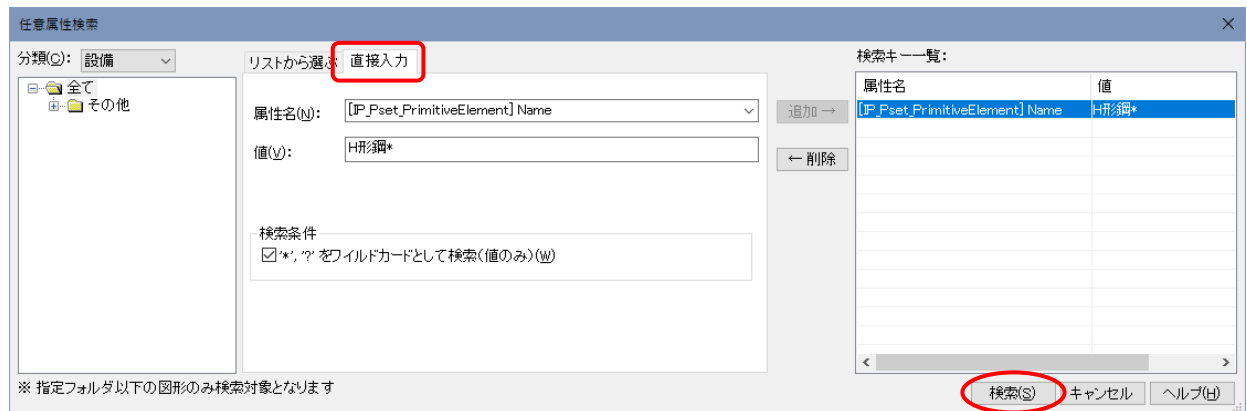 任意属性検索
分類(C): 設備
全て
その他
リストから選ぶ 直接入力
属性名(N): [IP_Pset_PrimitiveElement] Name
値(V): H形鋼*
検索条件
'*', '?' をワイルドカードとして検索(値のみ)(W)
追加→
←削除
検索キー一覧:
属性名 値
[IP_Pset_PrimitiveElement] Name H形鋼*
※ 指定フォルダ以下の図形のみ検索対象となります
検索(S) キャンセル ヘルプ(H)